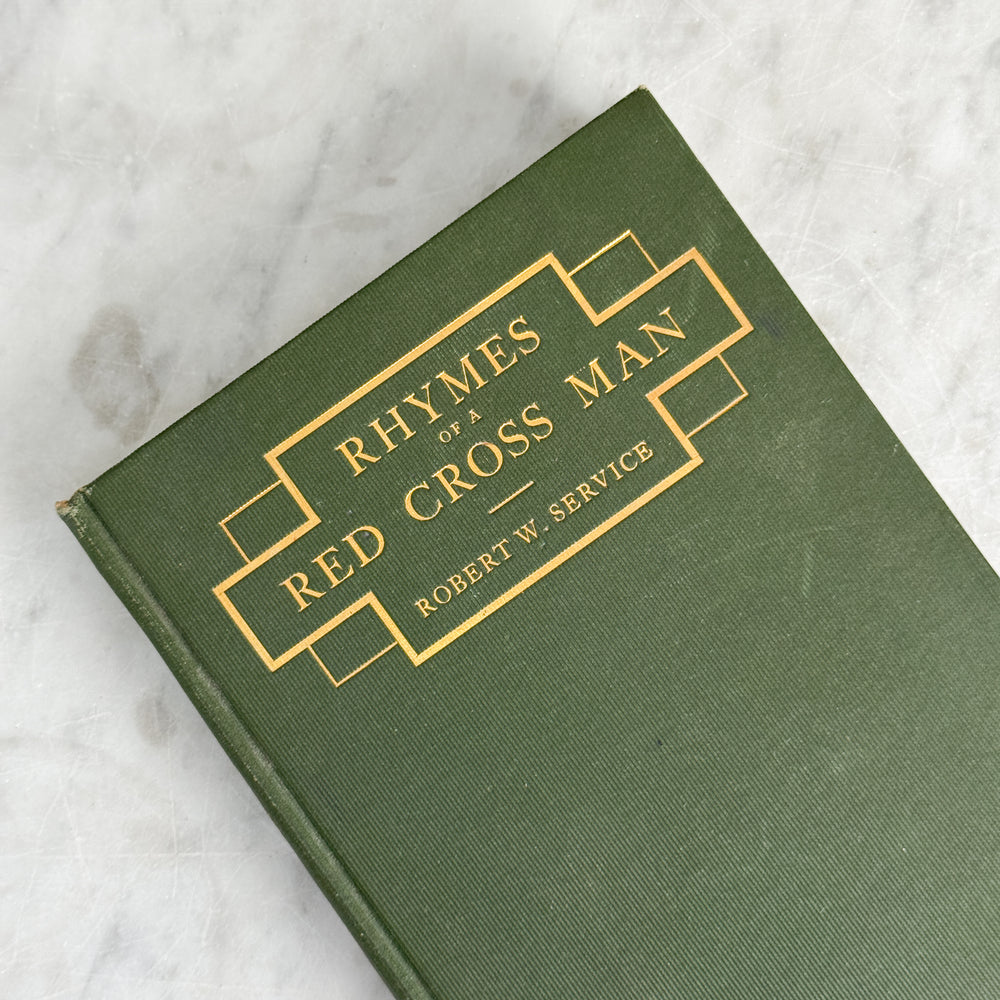 RHYMES
OF A
RED CROSS MAN
ROBERT W. SERVICE